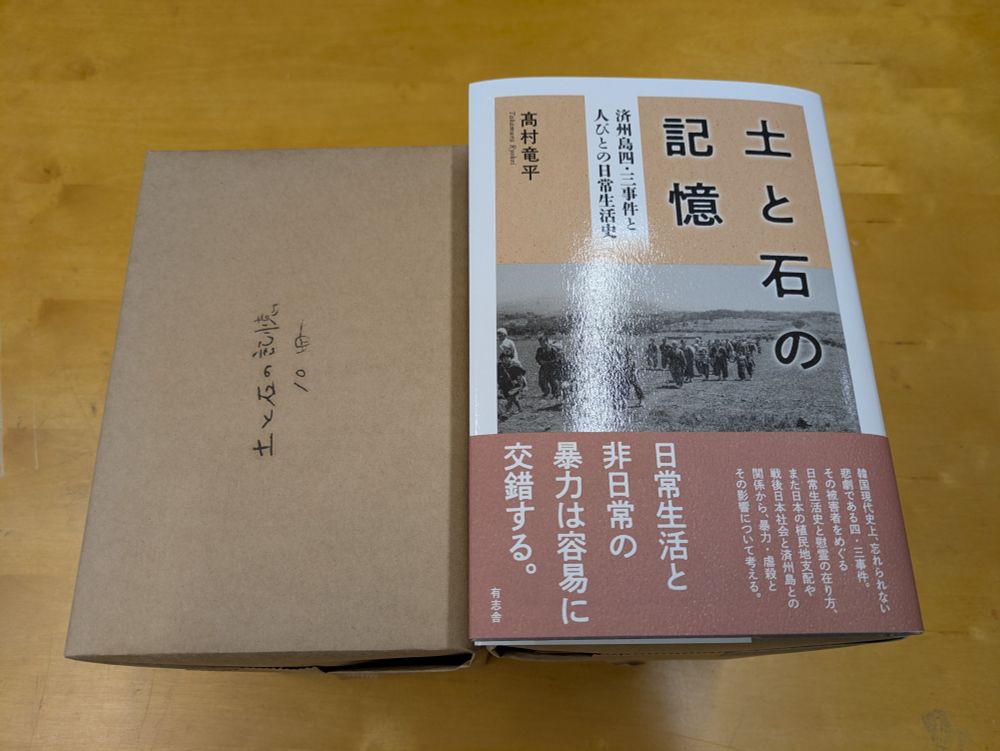 土と石の記憶
10冊
土と石の
記憶
済州島四・三事件と
人びとの日常生活史
髙村竜平
Takamura Ryohei
日常生活と
非日常の
暴力は容易に
交錯する。
韓国現代史上、忘れられない
悲劇である四・三事件。
その被害者をめぐる
日常生活史と慰霊の在り方、
また日本の植民地支配や
戦後日本社会と済州島との
関係から、暴力・虐殺と
その影響について考える。
有志舎